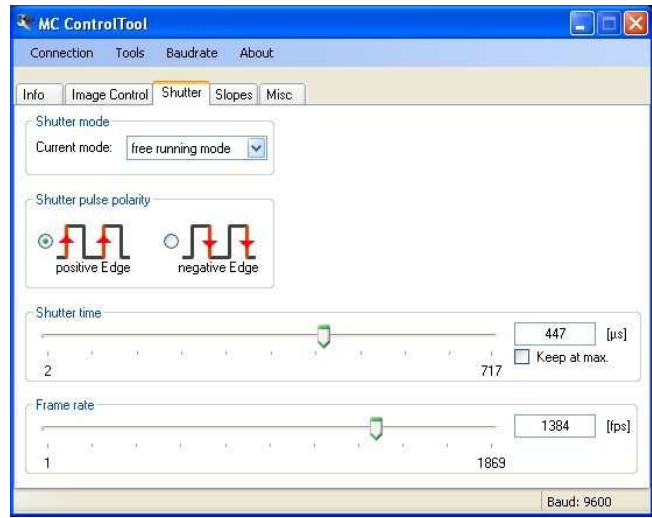 MC ControlTool
Connection Tools Baudrate About
Info Image Control Shutter Slopes Misc
Shutter mode
Current mode: free running mode
Shutter pulse polarity
positive Edge negative Edge
Shutter time
447 [µs]
Keep at max.
2 717
Frame rate
1384 [fps]
1 1869
Baud: 9600